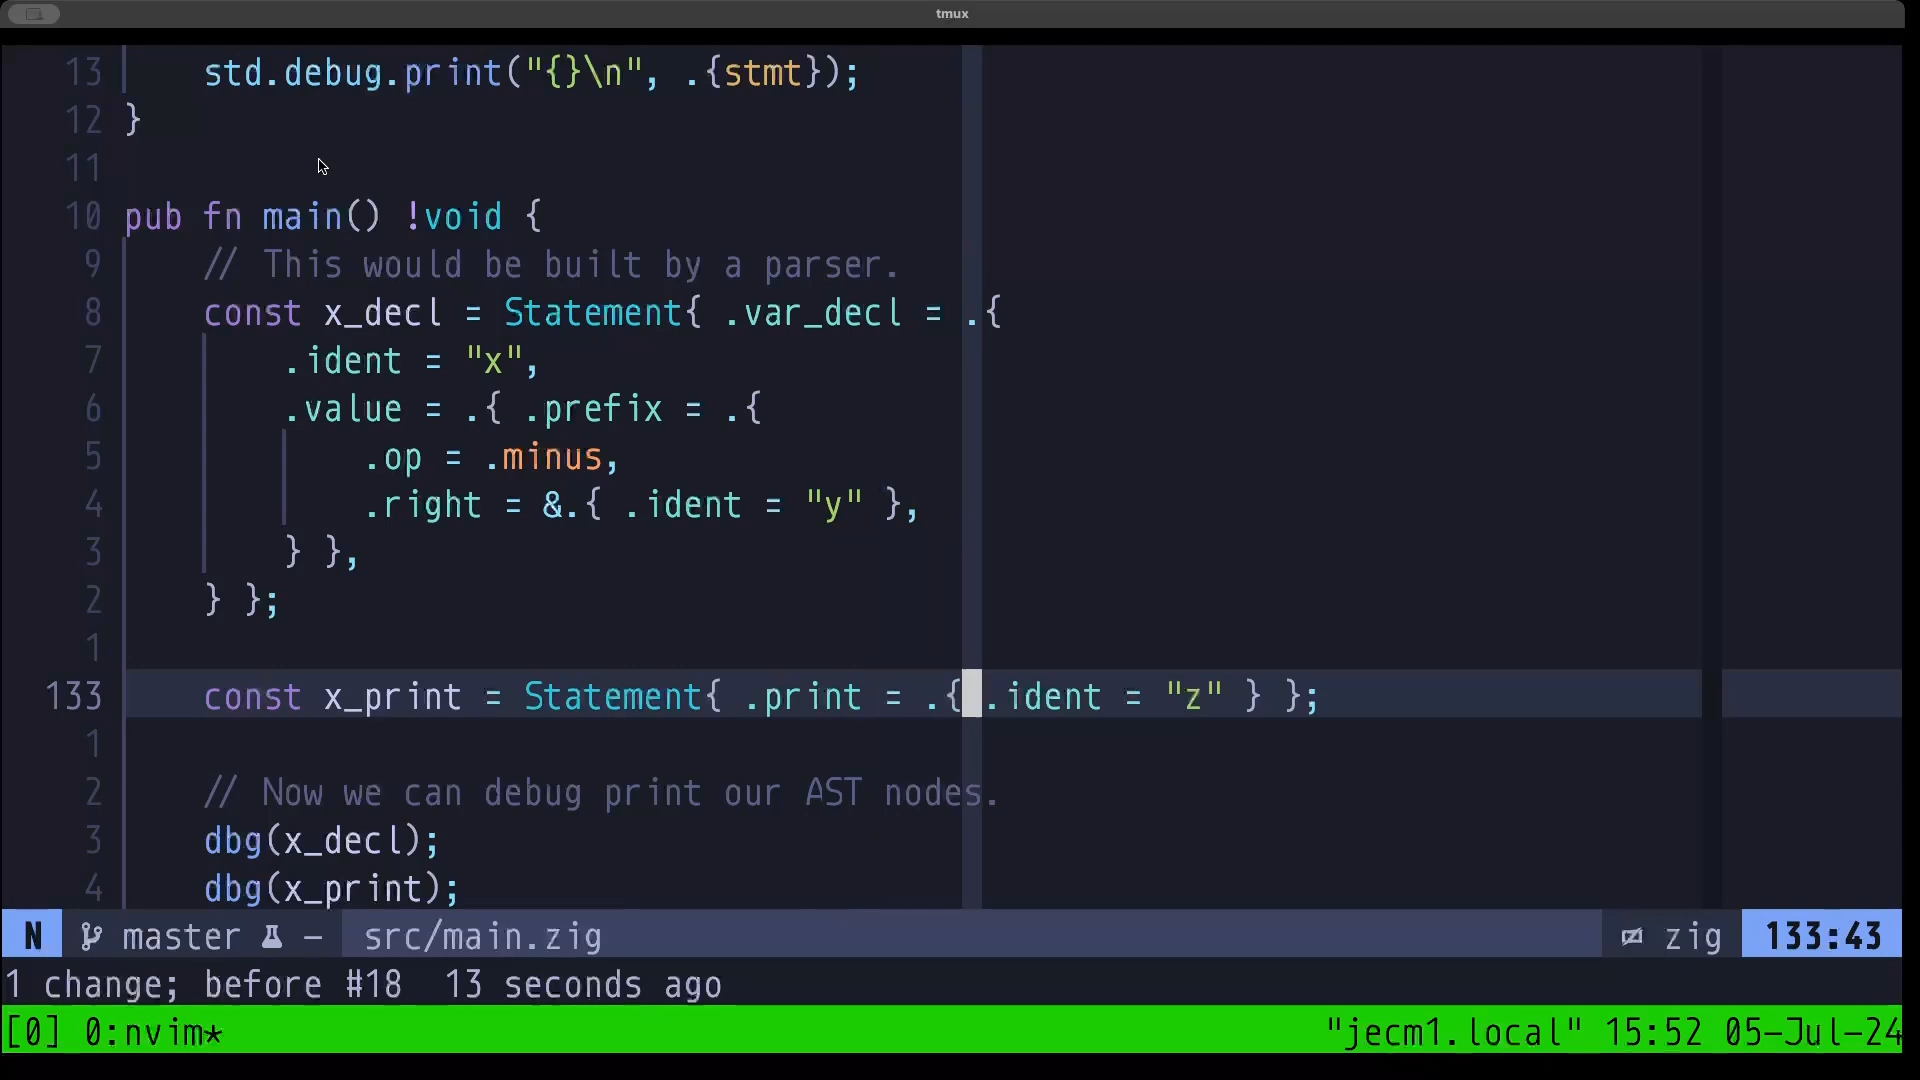 tmux
13 std.debug.print("{}\n", .{stmt});
12 }
11
10 pub fn main() !void {
9 // This would be built by a parser.
8 const x_decl = Statement{ .var_decl = .{
7 .ident = "x",
6 .value = .{ .prefix = .{
5 .op = .minus,
4 .right = &.{ .ident = "y" },
3 } },
2 } };
1
133 const x_print = Statement{ .print = .{ .ident = "z" } };
1
2 // Now we can debug print our AST nodes.
3 dbg(x_decl);
4 dbg(x_print);
N master – src/main.zig zig 133:43
1 change; before #18 13 seconds ago
[0] 0:nvim* "jecm1.local" 15:52 05-Jul-24